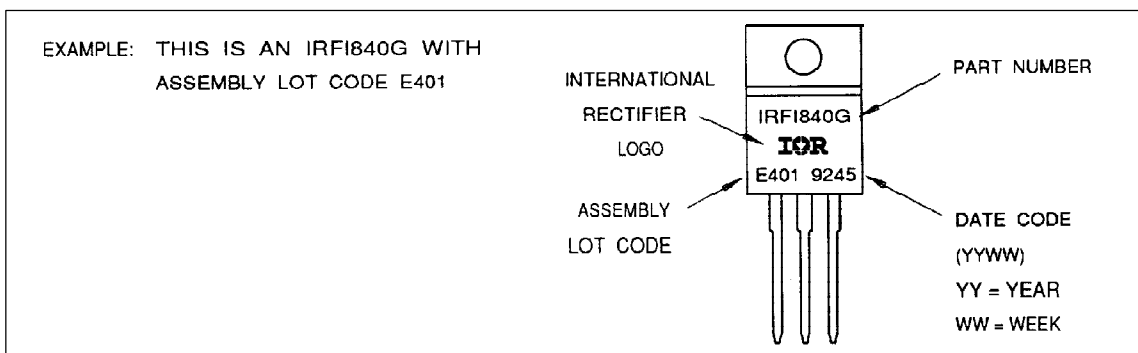 EXAMPLE: THIS IS AN IRFI840G WITH
ASSEMBLY LOT CODE E401
INTERNATIONAL
RECTIFIER
LOGO
PART NUMBER
IRFI840G
IOR
E401 9245
ASSEMBLY
LOT CODE
DATE CODE
(YYWW)
YY = YEAR
WW = WEEK